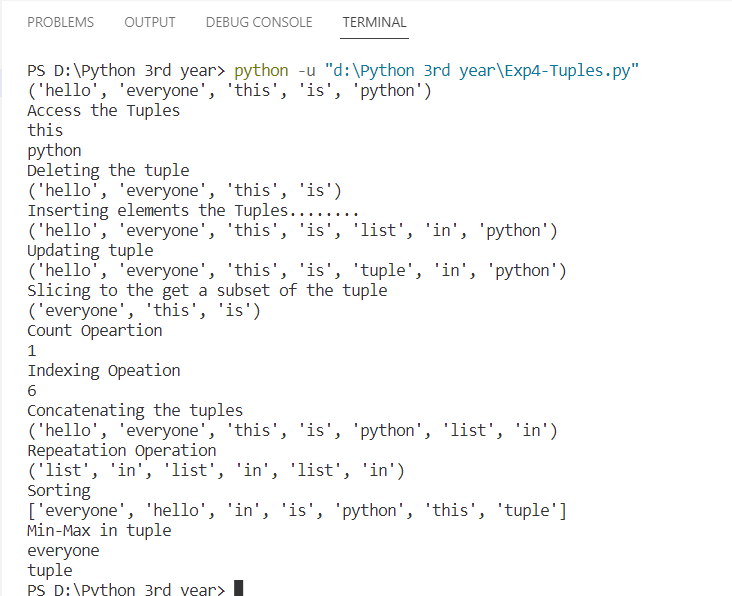 PROBLEMS OUTPUT DEBUG CONSOLE TERMINAL
PS D:\Python 3rd year> python -u "d:\Python 3rd year\Exp4-Tuples.py"
('hello', 'everyone', 'this', 'is', 'python')
Access the Tuples
this
python
Deleting the tuple
('hello', 'everyone', 'this', 'is')
Inserting elements the Tuples........
('hello', 'everyone', 'this', 'is', 'list', 'in', 'python')
Updating tuple
('hello', 'everyone', 'this', 'is', 'tuple', 'in', 'python')
Slicing to the get a subset of the tuple
('everyone', 'this', 'is')
Count Opeartion
1
Indexing Opeation
6
Concatenating the tuples
('hello', 'everyone', 'this', 'is', 'python', 'list', 'in')
Repeatation Operation
('list', 'in', 'list', 'in', 'list', 'in')
Sorting
['everyone', 'hello', 'in', 'is', 'python', 'this', 'tuple']
Min-Max in tuple
everyone
tuple
PS D:\Python 3rd year>